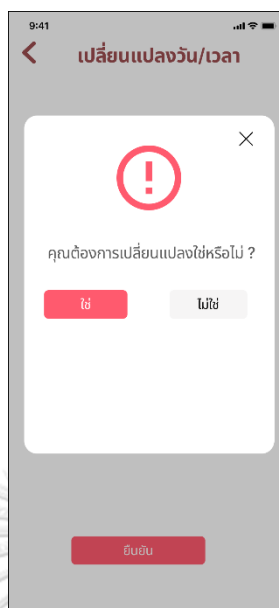 9:41
เปลี่ยนแปลงวัน/เวลา
คุณต้องการเปลี่ยนแปลงใช่หรือไม่ ?
ใช่ ไม่ใช่
ยืนยัน